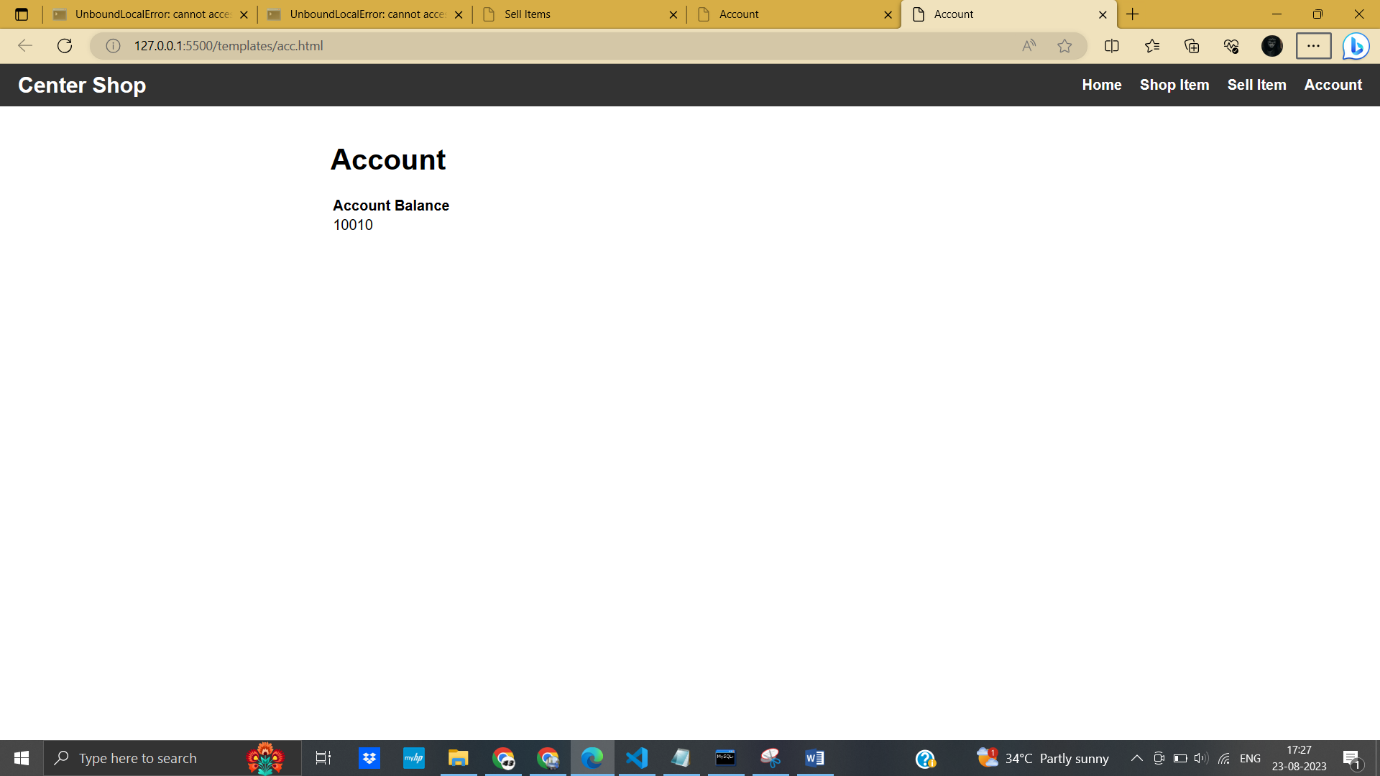 UnboundLocalError: cannot acce
UnboundLocalError: cannot acce
Sell Items
Account
Account
127.0.0.1:5500/templates/acc.html
Center Shop
Home
Shop Item
Sell Item
Account
Account
Account Balance
10010
Type here to search
34°C Partly sunny
ENG
17:27
23-08-2023